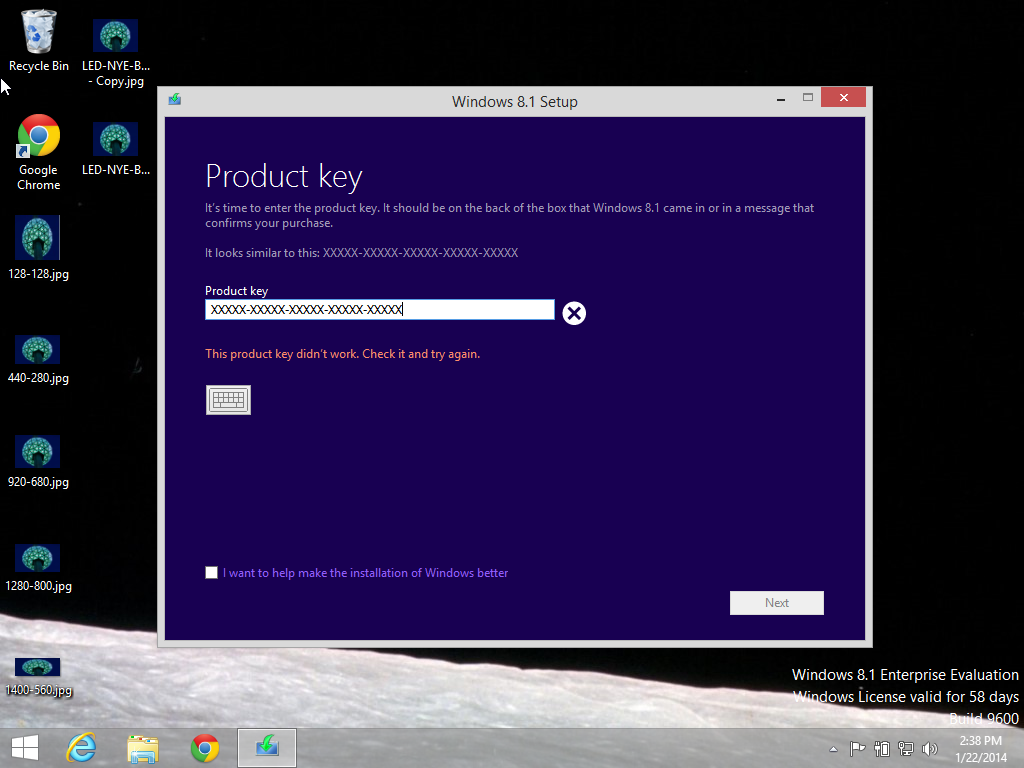 Recycle Bin
LED-NYE-B...
- Copy.jpg
Google
Chrome
LED-NYE-B...
128-128.jpg
440-280.jpg
920-680.jpg
1280-800.jpg
1400-560.jpg
Windows 8.1 Setup
Product key
It's time to enter the product key. It should be on the back of the box that Windows 8.1 came in or in a message that
confirms your purchase.
It looks similar to this: XXXXX-XXXXX-XXXXX-XXXXX-XXXXX
Product key
XXXXX-XXXXX-XXXXX-XXXXX-XXXXX
This product key didn't work. Check it and try again.
I want to help make the installation of Windows better
Next
Windows 8.1 Enterprise Evaluation
Windows License valid for 58 days
Build 9600
2:38 PM
1/22/2014